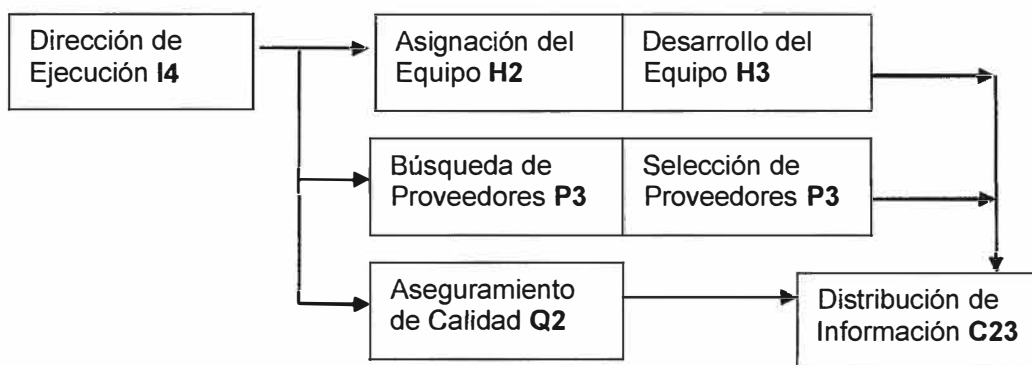 Dirección de
Ejecución I4
Asignación del
Equipo H2
Desarrollo del
Equipo H3
Búsqueda de
Proveedores P3
Selección de
Proveedores P3
Aseguramiento
de Calidad Q2
Distribución de
Información C23